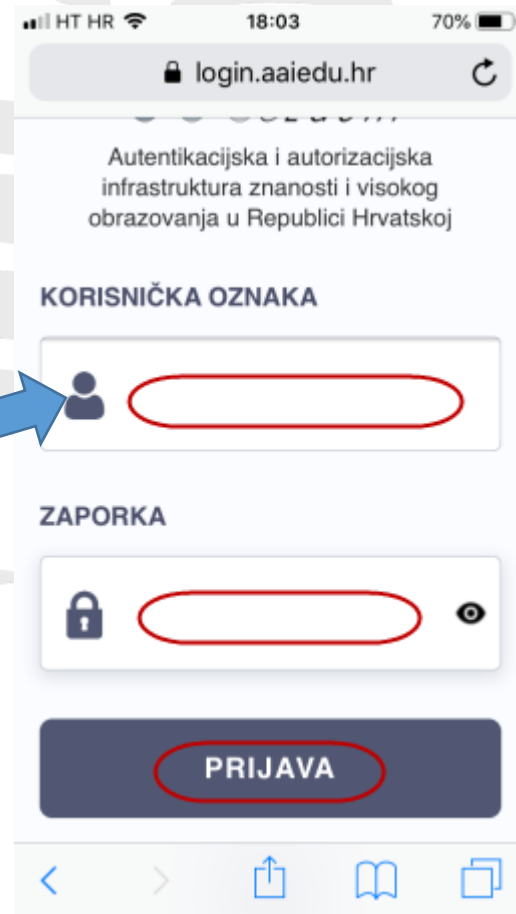 HT HR 18:03 70%
login.aaiedu.hr
Autentikacijska i autorizacijska
infrastruktura znanosti i visokog
obrazovanja u Republici Hrvatskoj
KORISNIČKA OZNAKA
ZAPORKA
PRIJAVA